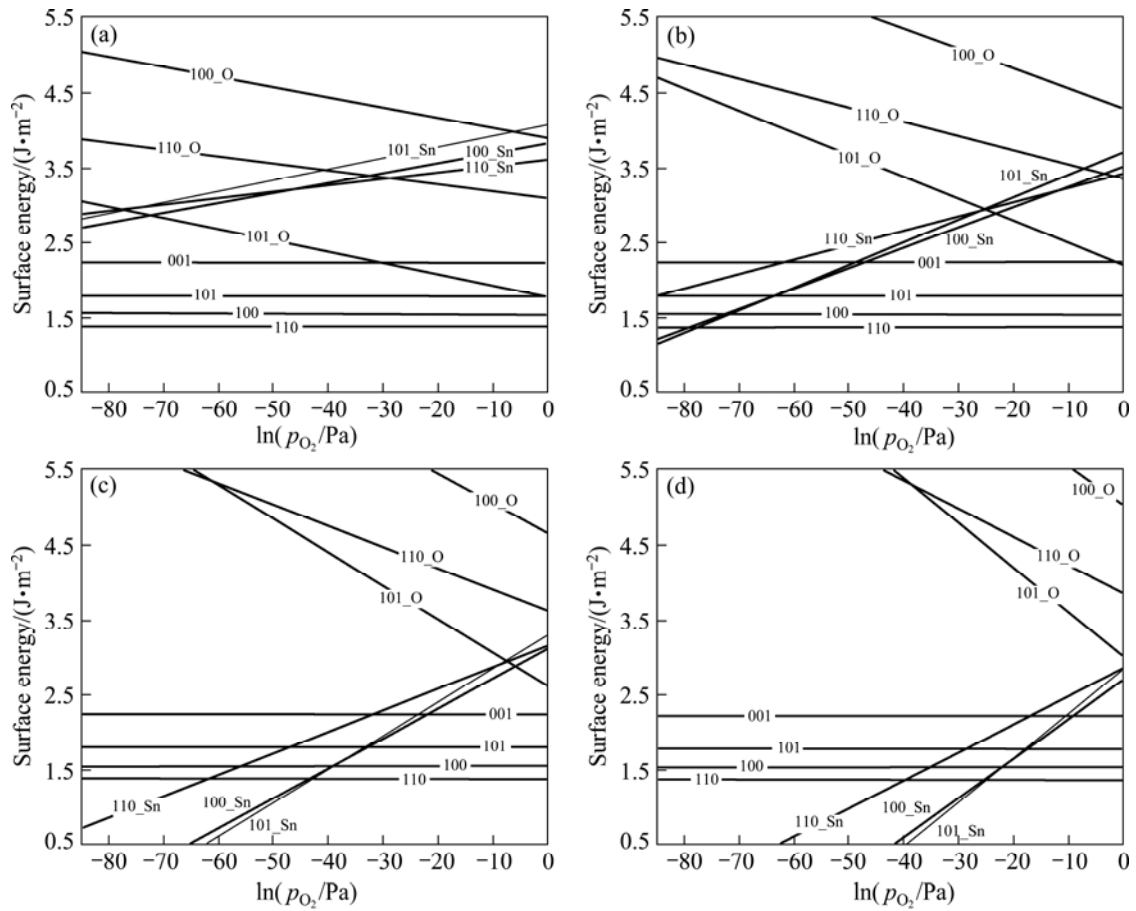 (a)
5.5
4.5
3.5
2.5
1.5
0.5
Surface energy/(J·m⁻²)
100_O
110_O
101_Sn
100_Sn
110_Sn
101_O
001
101
100
110
−80 −70 −60 −50 −40 −30 −20 −10 0
ln(p_O₂/Pa)
(b)
5.5
4.5
3.5
2.5
1.5
0.5
Surface energy/(J·m⁻²)
100_O
110_O
101_O
101_Sn
110_Sn
100_Sn
001
101
100
110
−80 −70 −60 −50 −40 −30 −20 −10 0
ln(p_O₂/Pa)
(c)
5.5
4.5
3.5
2.5
1.5
0.5
Surface energy/(J·m⁻²)
100_O
110_O
101_O
001
101
100
110
110_Sn
100_Sn
101_Sn
−80 −70 −60 −50 −40 −30 −20 −10 0
ln(p_O₂/Pa)
(d)
5.5
4.5
3.5
2.5
1.5
0.5
Surface energy/(J·m⁻²)
100_O
110_O
101_O
001
101
100
110
110_Sn
100_Sn
101_Sn
−80 −70 −60 −50 −40 −30 −20 −10 0
ln(p_O₂/Pa)